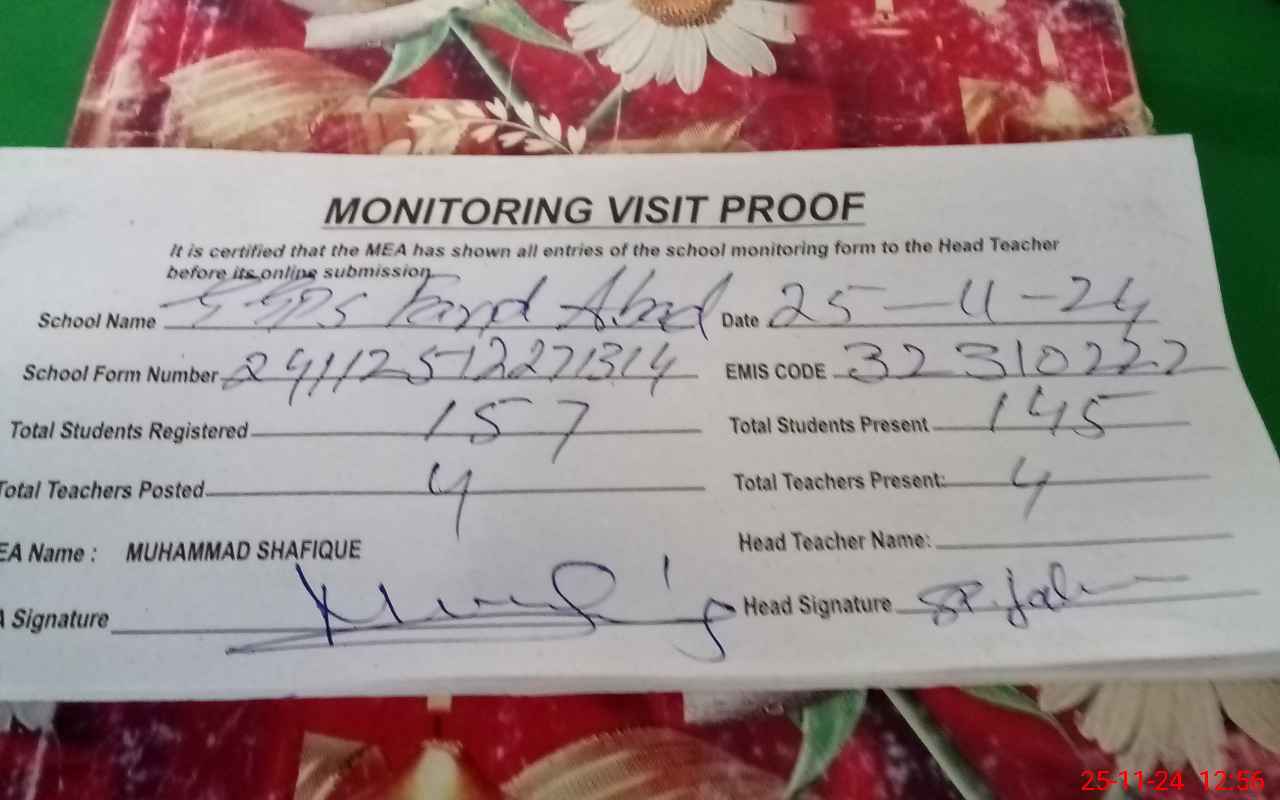 MONITORING VISIT PROOF
It is certified that the MEA has shown all entries of the school monitoring form to the Head Teacher
before its online submission
School Name GGPS Farid Abad Date 25-11-24
School Form Number 24112512271314 EMIS CODE 32310222
Total Students Registered 157 Total Students Present 145
Total Teachers Posted 4 Total Teachers Present: 4
EA Name : MUHAMMAD SHAFIQUE Head Teacher Name:
A Signature Head Signature
25-11-24 12:56